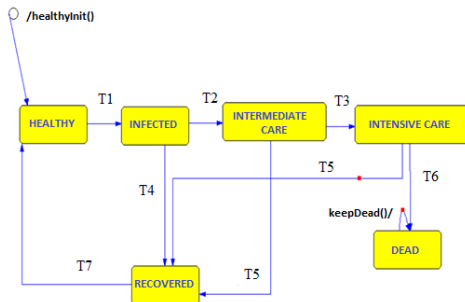 /healthyInit()
T1
T2
T3
HEALTHY
INFECTED
INTERMEDIATE
CARE
INTENSIVE CARE
T4
T5
T6
keepDead()/
DEAD
T7
T5
RECOVERED